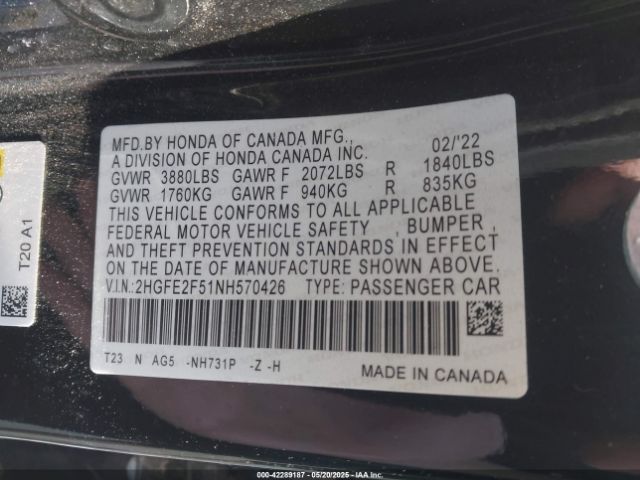 MFD.BY HONDA OF CANADA MFG., 02/'22
A DIVISION OF HONDA CANADA INC.
GVWR 3880LBS GAWR F 2072LBS R 1840LBS
GVWR 1760KG GAWR F 940KG R 835KG
THIS VEHICLE CONFORMS TO ALL APPLICABLE
FEDERAL MOTOR VEHICLE SAFETY , BUMPER ,
AND THEFT PREVENTION STANDARDS IN EFFECT
ON THE DATE OF MANUFACTURE SHOWN ABOVE.
V.I.N.:2HGFE2F51NH570426 TYPE: PASSENGER CAR
T23 N AG5 -NH731P -Z -H
MADE IN CANADA
T20 A1
000-42289187 - 05/20/2025 - IAA Inc.